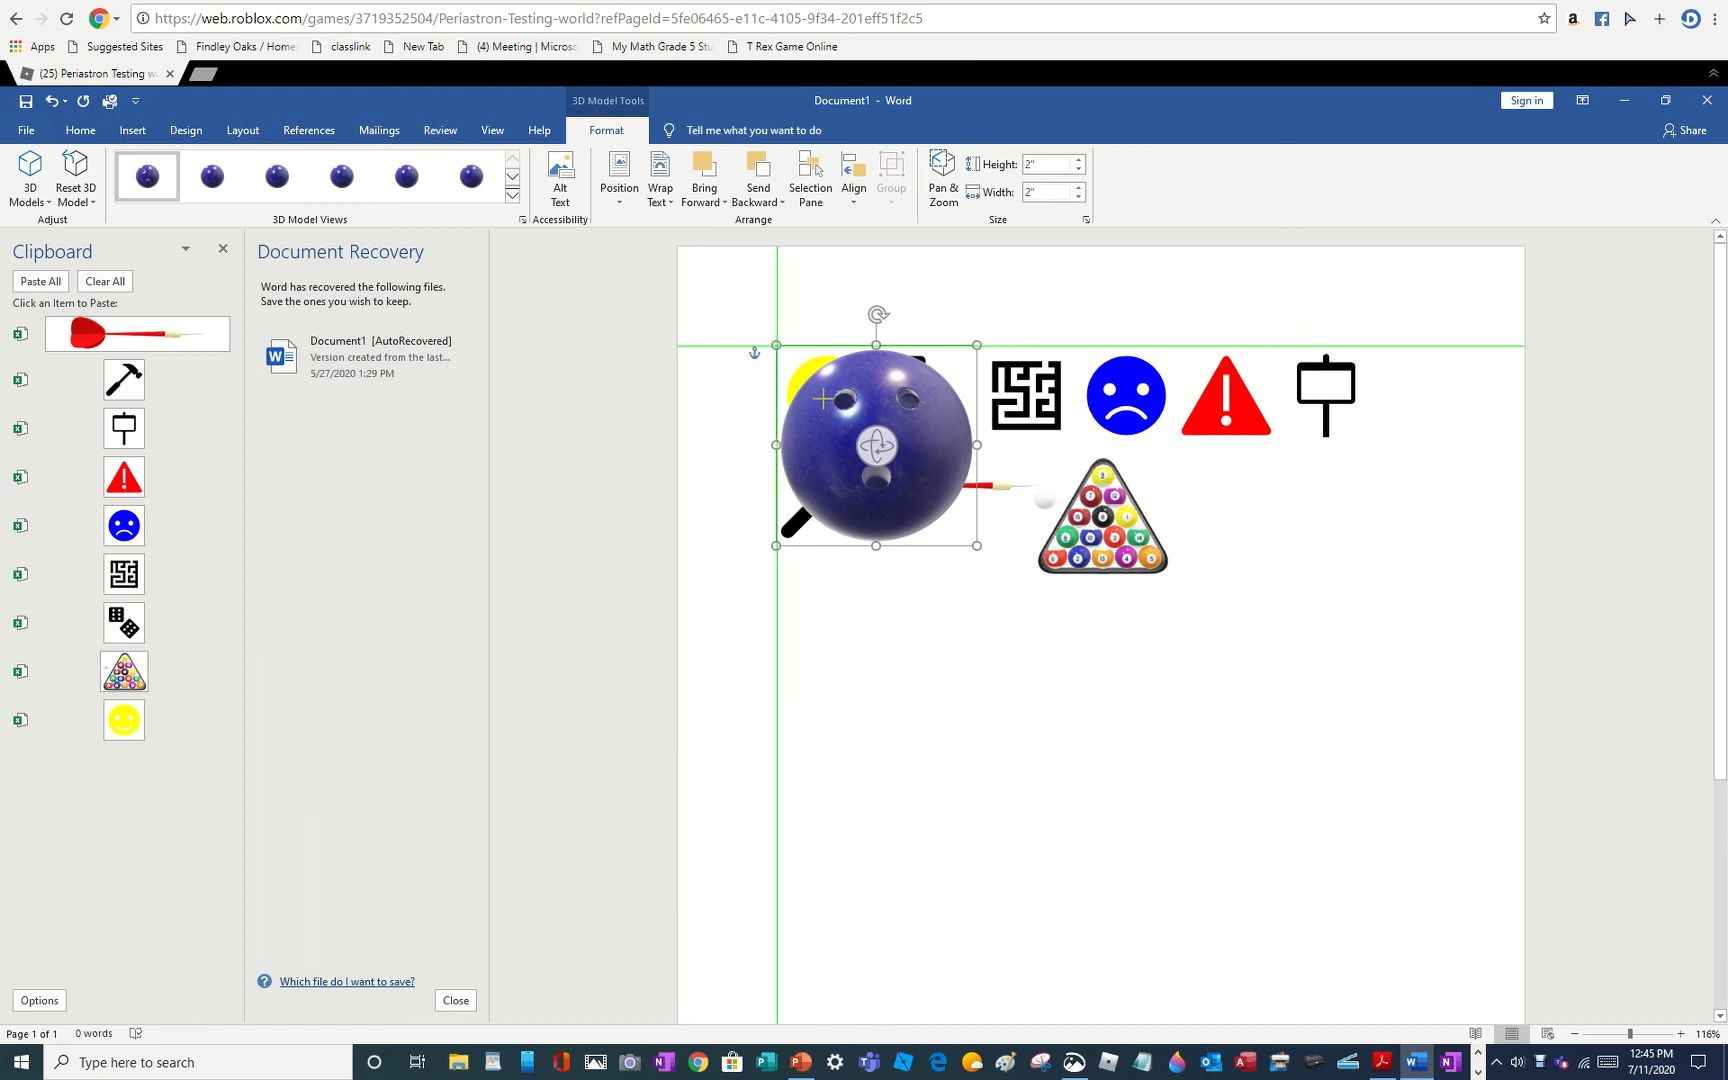 https://web.roblox.com/games/3719352504/Periastron-Testing-world?refPageId=5fe06465-e11c-4105-9f34-201eff51f2c5
Apps Suggested Sites Findley Oaks / Home classlink New Tab (4) Meeting | Microso My Math Grade 5 Stu T Rex Game Online
(25) Periastron Testing w
3D Model Tools Document1 - Word Sign in
File Home Insert Design Layout References Mailings Review View Help Format Tell me what you want to do Share
3D Models Reset 3D Model Alt Text Position Wrap Text Bring Forward Send Backward Selection Pane Align Group Pan & Zoom Height: 2" Width: 2"
Adjust 3D Model Views Accessibility Arrange Size
Clipboard
Paste All Clear All
Click an Item to Paste:
Document Recovery
Word has recovered the following files.
Save the ones you wish to keep.
Document1 [AutoRecovered]
Version created from the last...
5/27/2020 1:29 PM
Which file do I want to save?
Options Close
Page 1 of 1 0 words 116%
Type here to search
12:45 PM
7/11/2020